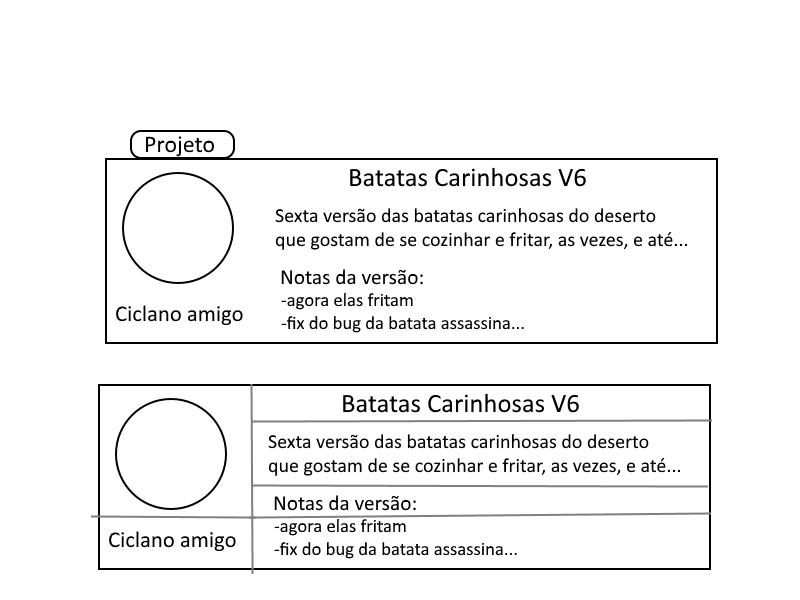 Projeto
Batatas Carinhosas V6
Sexta versão das batatas carinhosas do deserto
que gostam de se cozinhar e fritar, as vezes, e até...
Notas da versão:
-agora elas fritam
-fix do bug da batata assassina...
Ciclano amigo
Batatas Carinhosas V6
Sexta versão das batatas carinhosas do deserto
que gostam de se cozinhar e fritar, as vezes, e até...
Notas da versão:
-agora elas fritam
-fix do bug da batata assassina...
Ciclano amigo